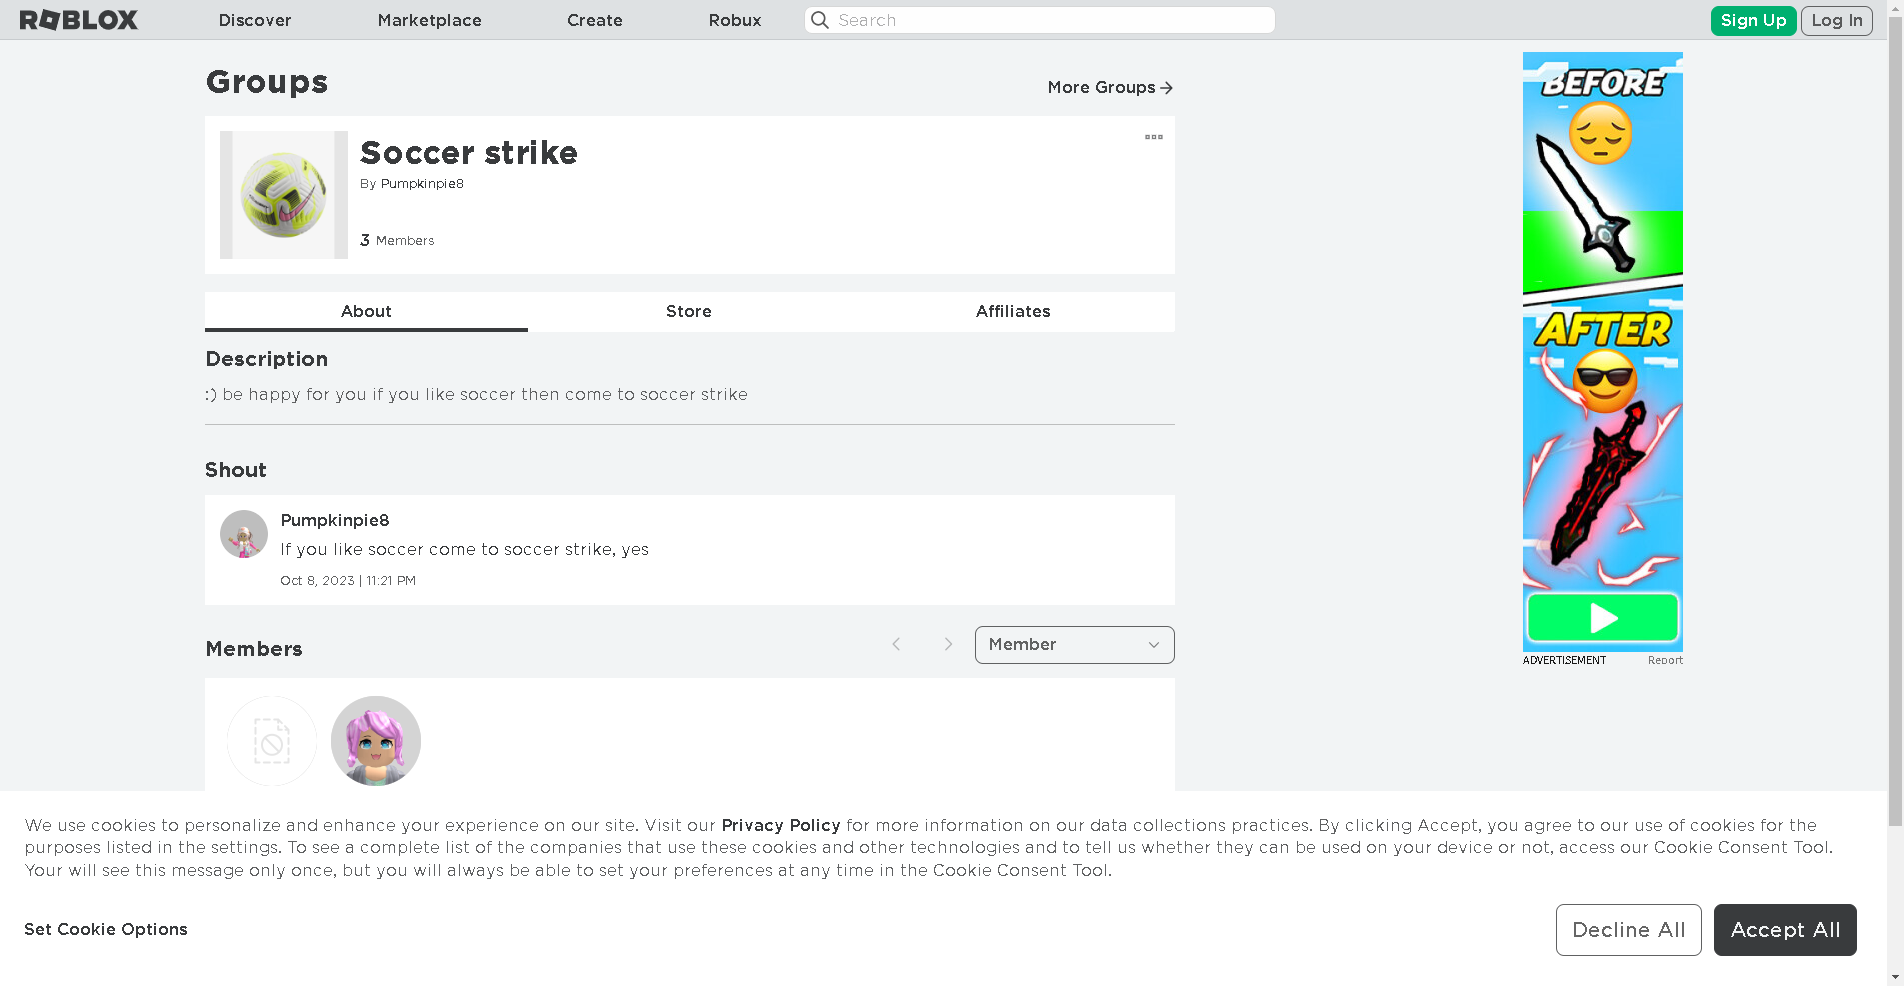 ROBLOX
Discover
Marketplace
Create
Robux
Search
Sign Up
Log In
Groups
More Groups
Soccer strike
By Pumpkinpie8
3 Members
About
Store
Affiliates
Description
:) be happy for you if you like soccer then come to soccer strike
Shout
Pumpkinpie8
If you like soccer come to soccer strike, yes
Oct 8, 2023 | 11:21 PM
Members
Member
BEFORE
AFTER
ADVERTISEMENT
Report
We use cookies to personalize and enhance your experience on our site. Visit our Privacy Policy for more information on our data collections practices. By clicking Accept, you agree to our use of cookies for the
purposes listed in the settings. To see a complete list of the companies that use these cookies and other technologies and to tell us whether they can be used on your device or not, access our Cookie Consent Tool.
Your will see this message only once, but you will always be able to set your preferences at any time in the Cookie Consent Tool.
Set Cookie Options
Decline All
Accept All